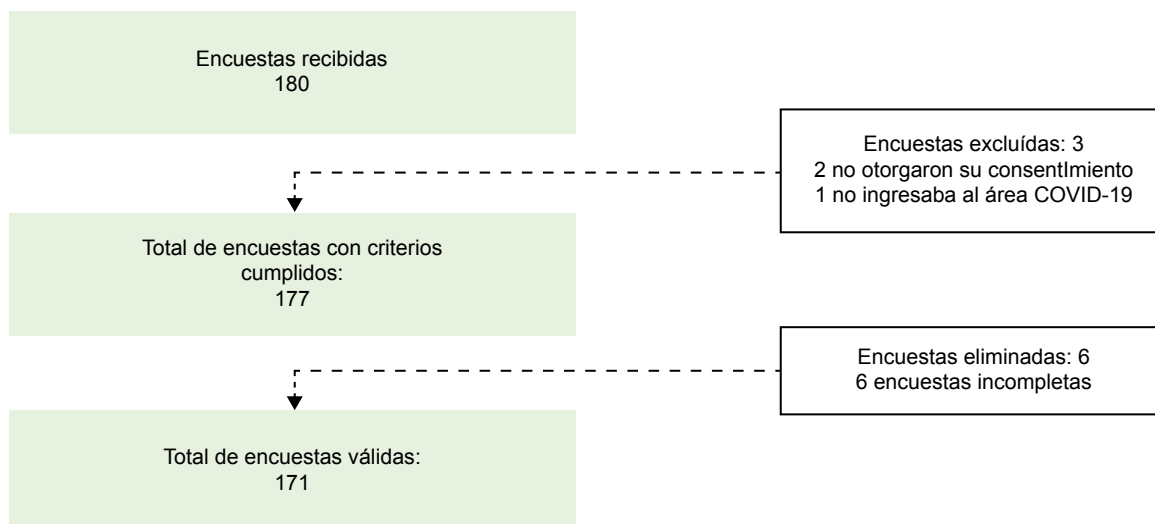 Encuestas recibidas
180
Encuestas excluídas: 3
2 no otorgaron su consentImiento
1 no ingresaba al área COVID-19
Total de encuestas con criterios
cumplidos:
177
Encuestas eliminadas: 6
6 encuestas incompletas
Total de encuestas válidas:
171